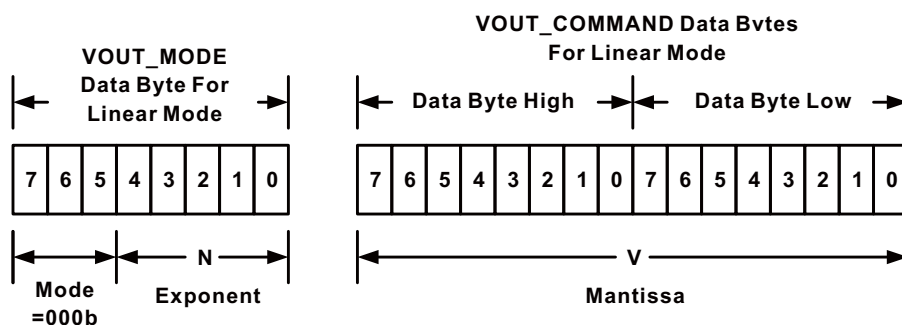 VOUT_MODE
Data Byte For
Linear Mode
7 6 5 4 3 2 1 0
N
Mode
=000b
Exponent
VOUT_COMMAND Data Bvtes
For Linear Mode
Data Byte High
Data Byte Low
7 6 5 4 3 2 1 0 7 6 5 4 3 2 1 0
V
Mantissa